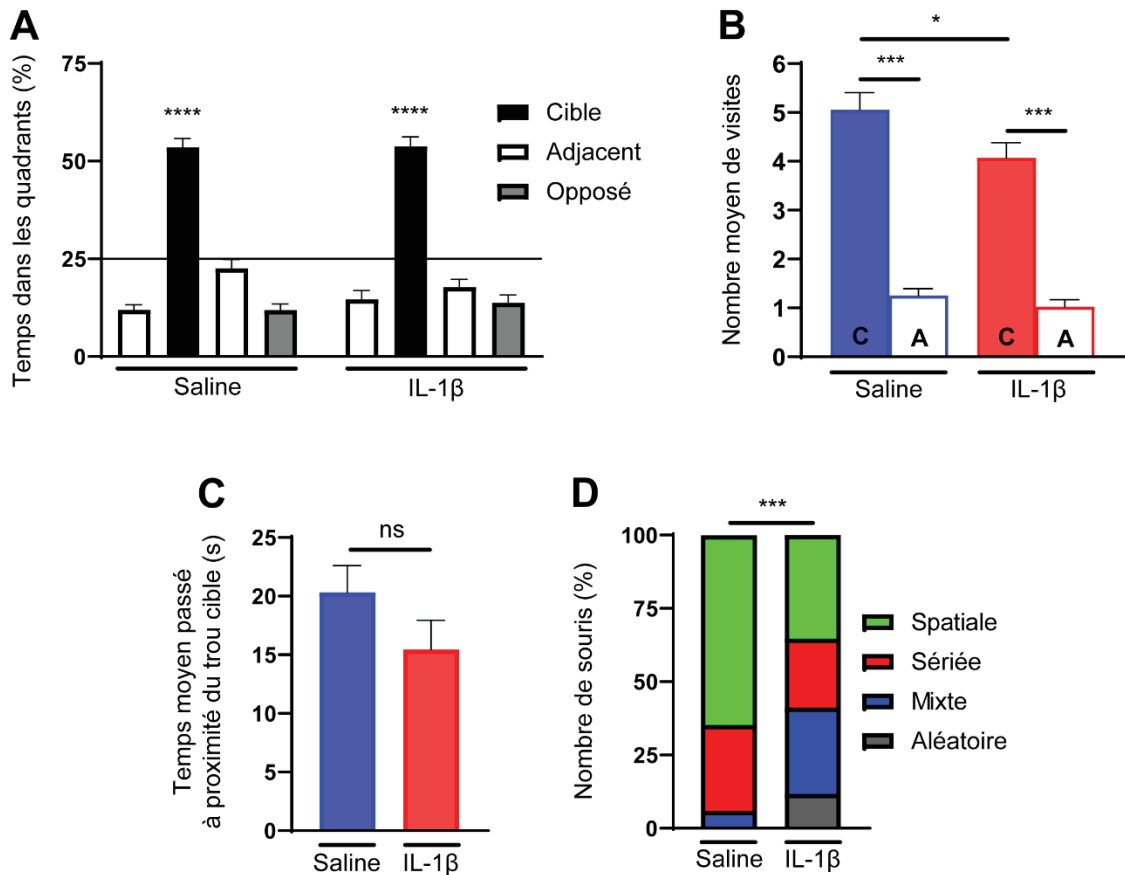 A
Temps dans les quadrants (%)
75
50
25
0
****
****
Cible
Adjacent
Opposé
Saline
IL-1β
B
Nombre moyen de visites
6
5
4
3
2
1
0
*
***
***
C
A
C
A
Saline
IL-1β
C
Temps moyen passé
à proximité du trou cible (s)
25
20
15
10
5
0
ns
Saline
IL-1β
D
Nombre de souris (%)
100
75
50
25
0
***
Spatiale
Sériée
Mixte
Aléatoire
Saline
IL-1β